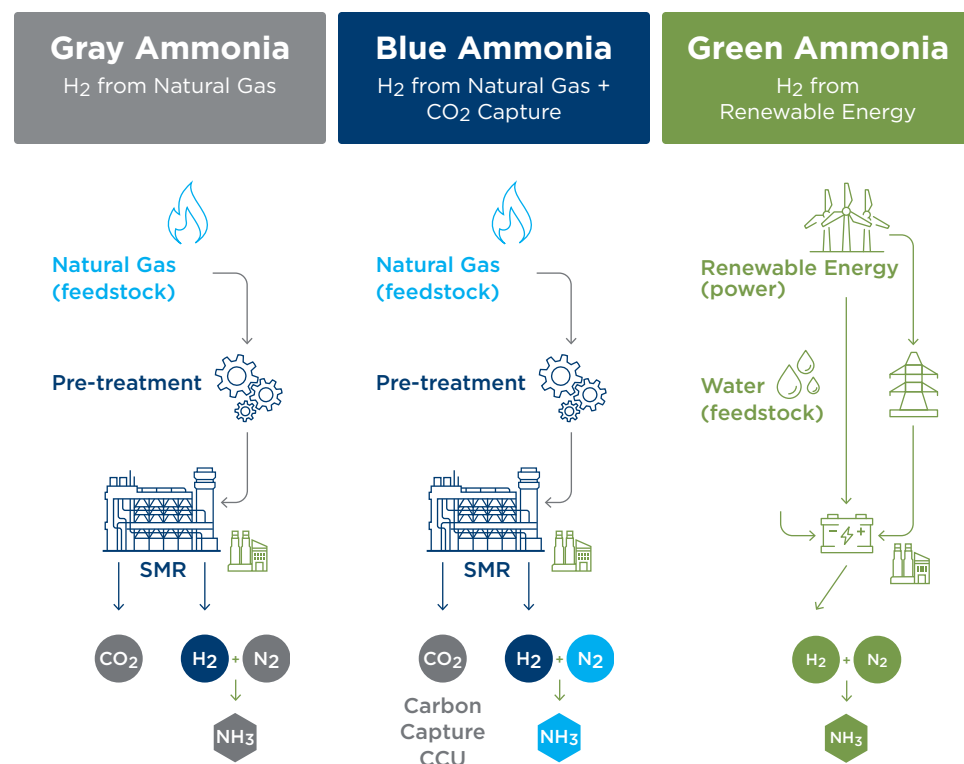 Gray Ammonia
H2 from Natural Gas
Natural Gas
(feedstock)
Pre-treatment
SMR
CO2
H2 + N2
NH3
Blue Ammonia
H2 from Natural Gas +
CO2 Capture
Natural Gas
(feedstock)
Pre-treatment
SMR
CO2
H2 + N2
Carbon
Capture
CCU
NH3
Green Ammonia
H2 from
Renewable Energy
Renewable Energy
(power)
Water
(feedstock)
- +
H2 + N2
NH3